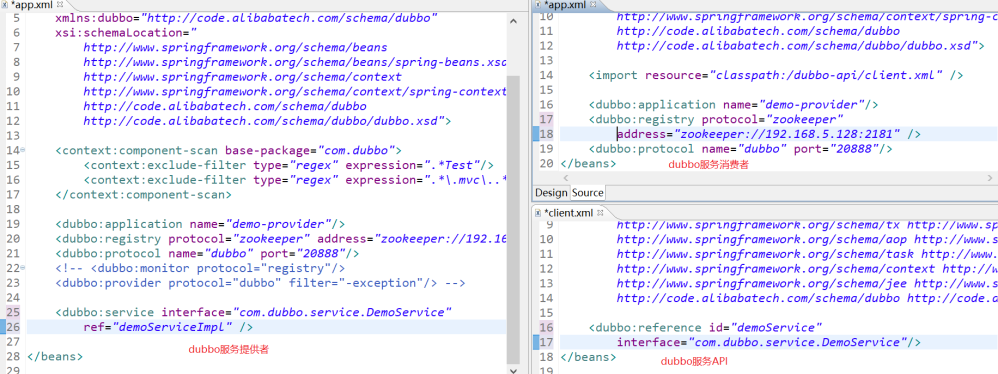 *app.xml
5 xmlns:dubbo="http://code.alibabatech.com/schema/dubbo"
6 xsi:schemaLocation="
7 http://www.springframework.org/schema/beans
8 http://www.springframework.org/schema/beans/spring-beans.xsd
9 http://www.springframework.org/schema/context
10 http://www.springframework.org/schema/context/spring-context
11 http://code.alibabatech.com/schema/dubbo
12 http://code.alibabatech.com/schema/dubbo/dubbo.xsd">
13
14 <context:component-scan base-package="com.dubbo">
15 <context:exclude-filter type="regex" expression=".*Test"/>
16 <context:exclude-filter type="regex" expression=".*\.mvc\..*
17 </context:component-scan>
18
19 <dubbo:application name="demo-provider"/>
20 <dubbo:registry protocol="zookeeper" address="zookeeper://192.16
21 <dubbo:protocol name="dubbo" port="20888"/>
22 <!-- <dubbo:monitor protocol="registry"/>
23 <dubbo:provider protocol="dubbo" filter="-exception"/> -->
24
25 <dubbo:service interface="com.dubbo.service.DemoService"
26 ref="demoServiceImpl" />
27
dubbo服务提供者
28 </beans>
29
*app.xml
10 http://www.springframework.org/schema/context/spring-c
11 http://code.alibabatech.com/schema/dubbo
12 http://code.alibabatech.com/schema/dubbo/dubbo.xsd">
13
14 <import resource="classpath:/dubbo-api/client.xml" />
15
16 <dubbo:application name="demo-provider"/>
17 <dubbo:registry protocol="zookeeper"
18 address="zookeeper://192.168.5.128:2181" />
19 <dubbo:protocol name="dubbo" port="20888"/>
20 </beans>
dubbo服务消费者
Design Source
*client.xml
9 http://www.springframework.org/schema/tx http://www.sp
10 http://www.springframework.org/schema/aop http://www.s
11 http://www.springframework.org/schema/task http://www.
12 http://www.springframework.org/schema/context http://w
13 http://www.springframework.org/schema/jee http://www.s
14 http://code.alibabatech.com/schema/dubbo http://code.a
15
16 <dubbo:reference id="demoService"
17 interface="com.dubbo.service.DemoService"/>
18 </beans>
dubbo服务API
19